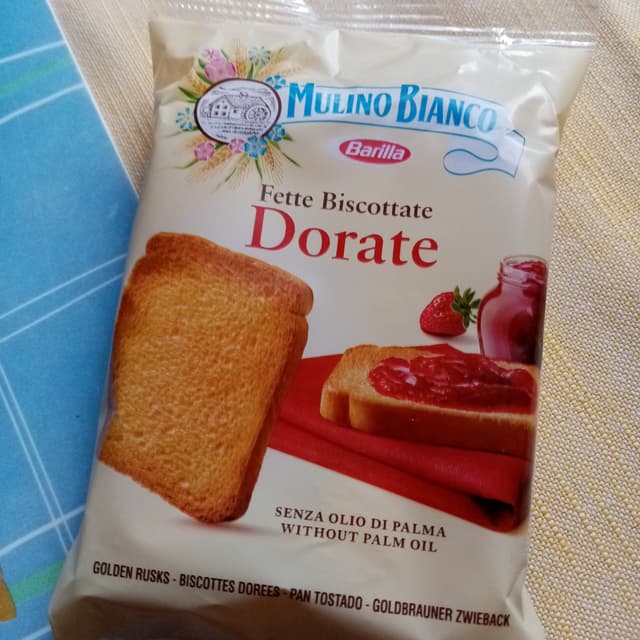 MULINO BIANCO
Barilla
Fette Biscottate
Dorate
SENZA OLIO DI PALMA
WITHOUT PALM OIL
GOLDEN RUSKS - BISCOTTES DOREES - PAN TOSTADO - GOLDBRAUNER ZWIEBACK